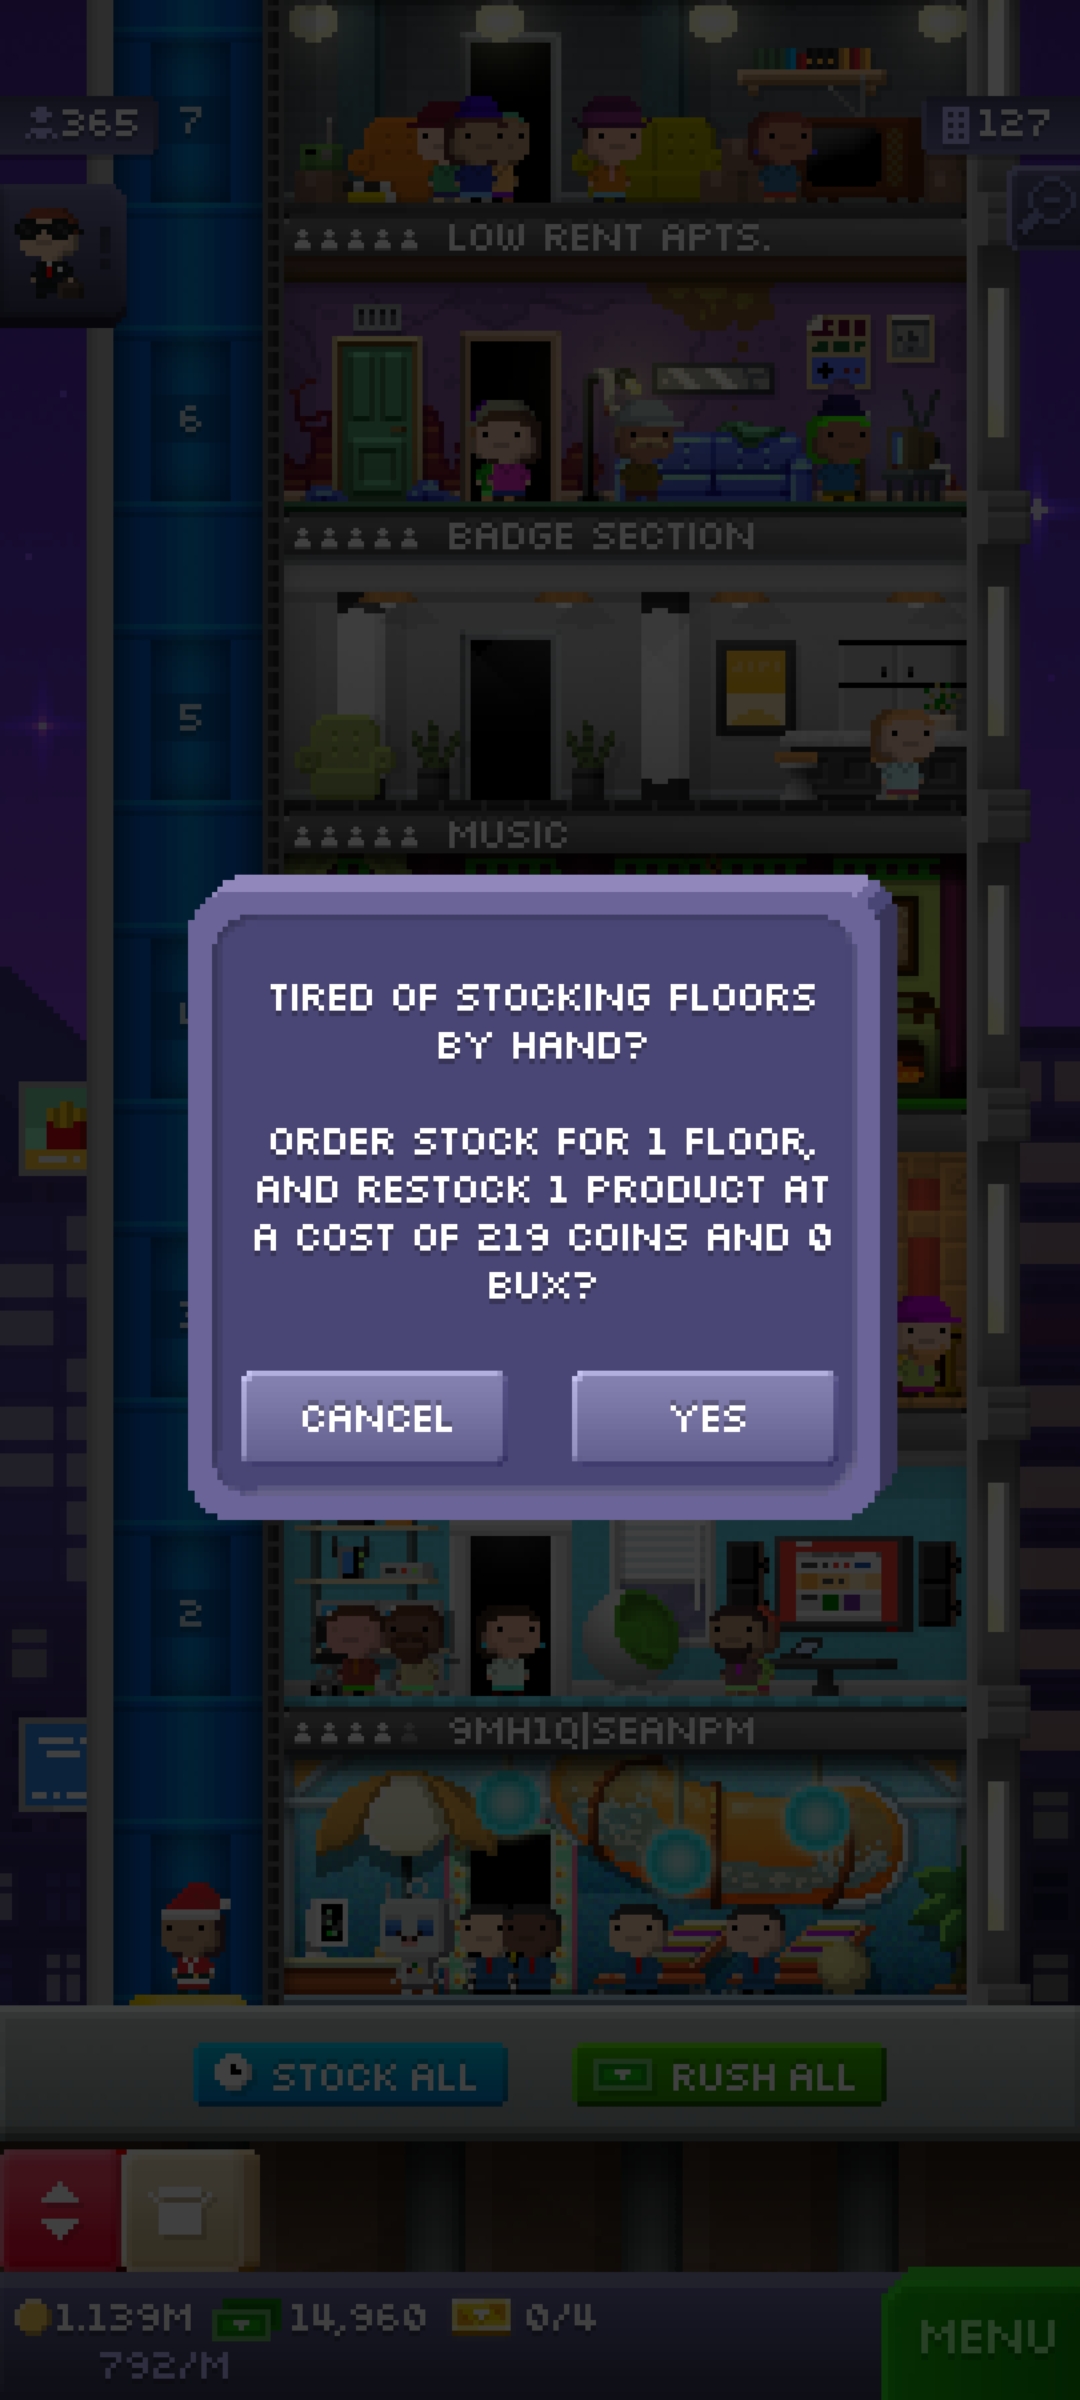 365
7
127
LOW RENT APTS.
6
BADGE SECTION
5
MUSIC
TIRED OF STOCKING FLOORS
BY HAND?
ORDER STOCK FOR 1 FLOOR,
AND RESTOCK 1 PRODUCT AT
A COST OF 219 COINS AND 0
BUX?
CANCEL
YES
2
9MH1Q|SEANPM
STOCK ALL
RUSH ALL
1.139M
14,960
0/4
792/M
MENU